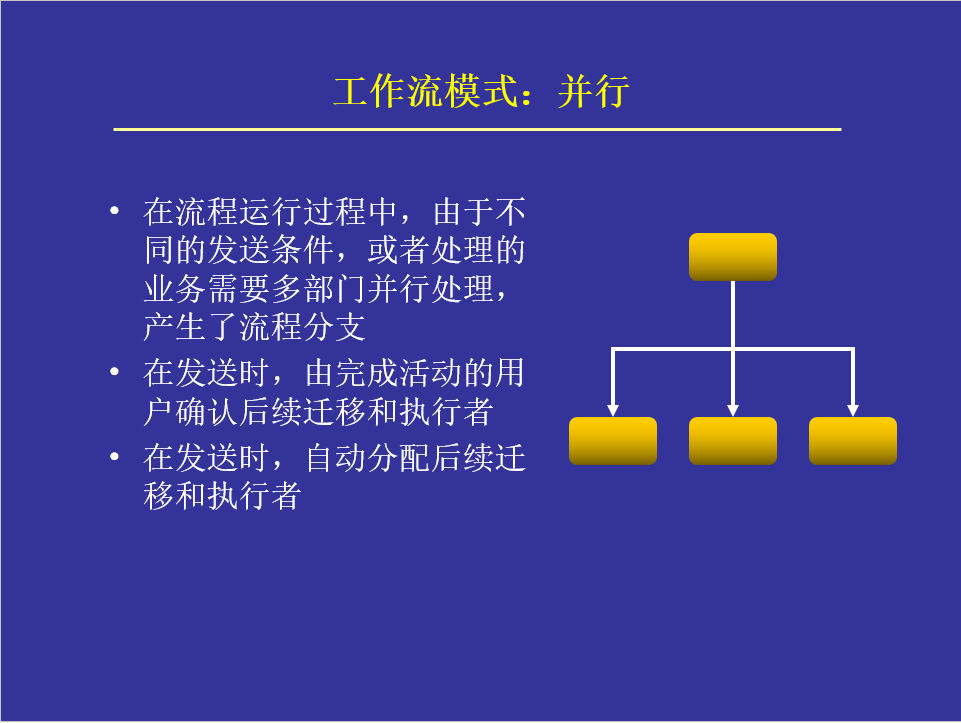 工作流模式：并行
• 在流程运行过程中，由于不
同的发送条件，或者处理的
业务需要多部门并行处理，
产生了流程分支
• 在发送时，由完成活动的用
户确认后续迁移和执行者
• 在发送时，自动分配后续迁
移和执行者